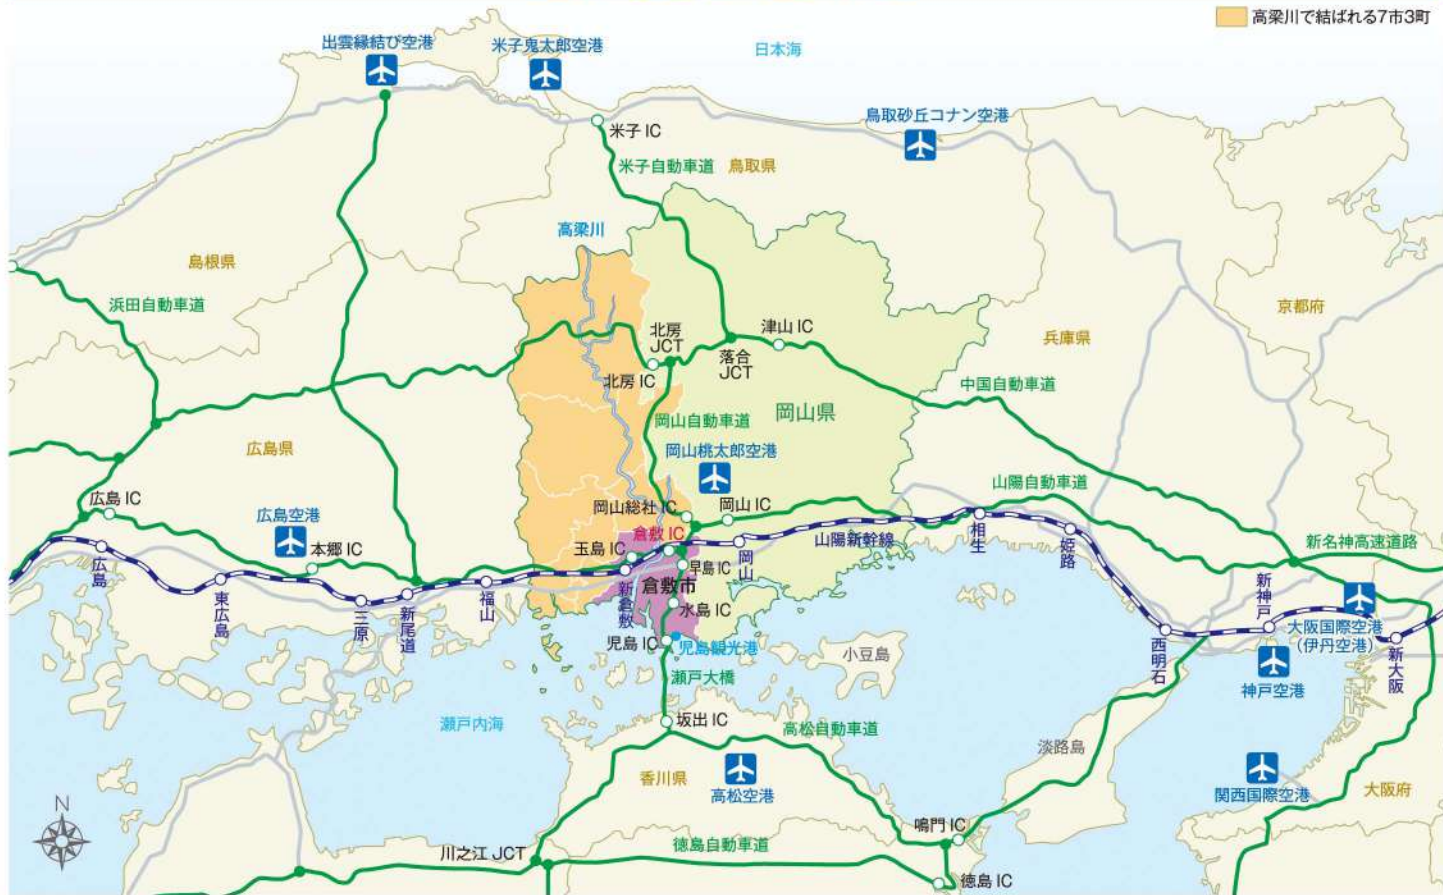 高梁川で結ばれる7市3町
出雲縁結び空港
米子鬼太郎空港
日本海
鳥取砂丘コナン空港
米子 IC
米子自動車道
鳥取県
高梁川
島根県
浜田自動車道
京都府
兵庫県
北房
JCT
津山 IC
落合
JCT
北房 IC
中国自動車道
岡山自動車道
岡山県
広島県
岡山桃太郎空港
山陽自動車道
広島 IC
岡山総社 IC
岡山 IC
広島空港
本郷 IC
玉島 IC
倉敷 IC
山陽新幹線
相生
姫路
新名神高速道路
早島 IC
岡山
広島
東広島
三原
新尾道
福山
新倉敷
倉敷市
水島 IC
新神戸
大阪国際空港
(伊丹空港)
児島 IC
児島観光港
小豆島
西明石
新大阪
瀬戸大橋
神戸空港
瀬戸内海
坂出 IC
高松自動車道
淡路島
香川県
高松空港
関西国際空港
大阪府
N
鳴門 IC
川之江 JCT
徳島自動車道
徳島 IC